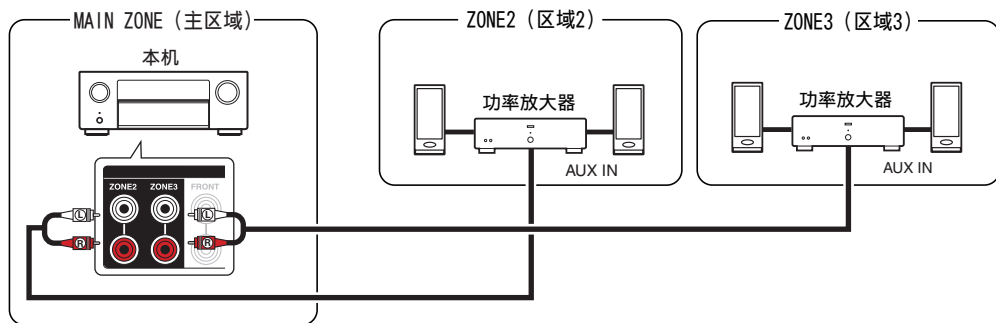 MAIN ZONE (主区域)
本机
ZONE2 ZONE3 FRONT
L
R
L
R
ZONE2 (区域2)
功率放大器
AUX IN
ZONE3 (区域3)
功率放大器
AUX IN